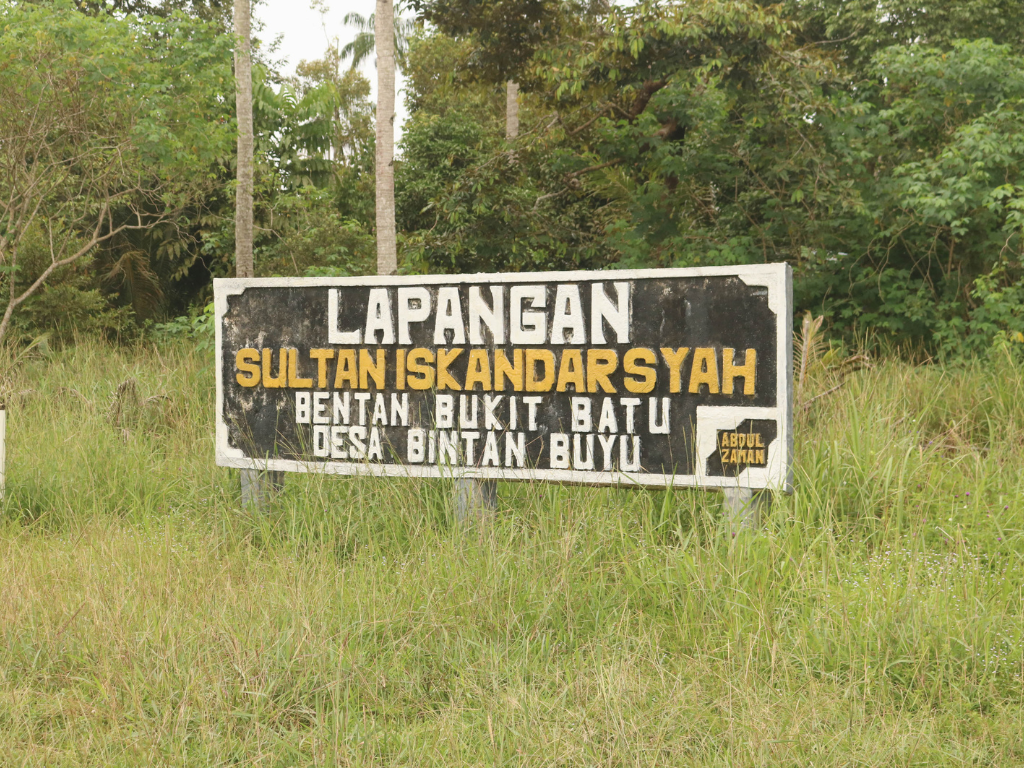 LAPANGAN
SULTAN ISKANDARSYAH
BENTAN BUKIT BATU
DESA BINTAN BUYU
ABDUL
ZAMAN